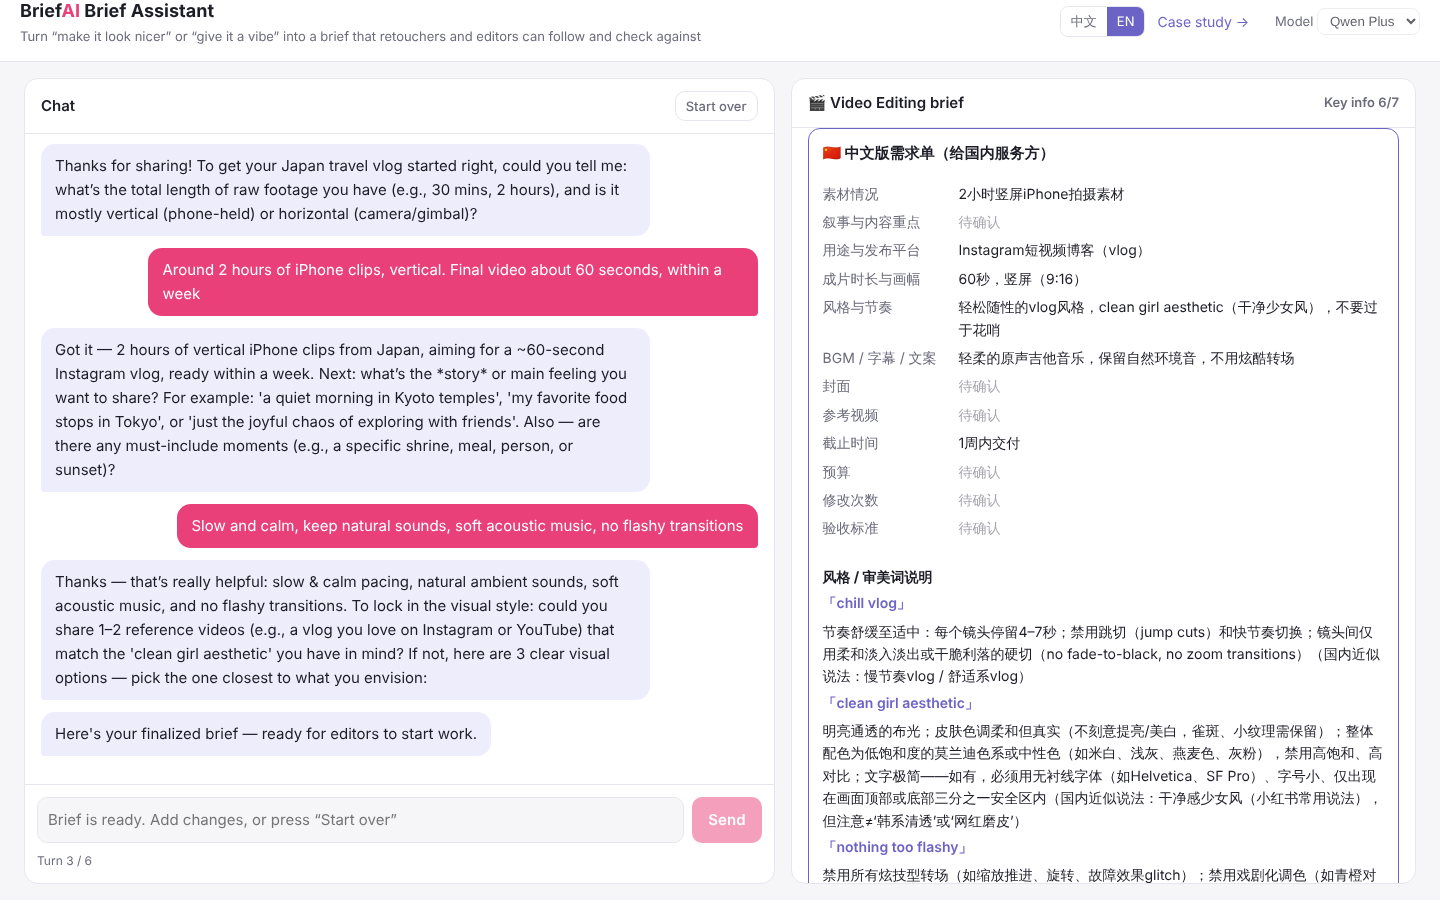 BriefAI Brief Assistant
Turn “make it look nicer” or “give it a vibe” into a brief that retouchers and editors can follow and check against
中文
EN
Case study →
Model
Qwen Plus
Chat
Start over
Thanks for sharing! To get your Japan travel vlog started right, could you tell me:
what’s the total length of raw footage you have (e.g., 30 mins, 2 hours), and is it
mostly vertical (phone-held) or horizontal (camera/gimbal)?
Around 2 hours of iPhone clips, vertical. Final video about 60 seconds, within a
week
Got it — 2 hours of vertical iPhone clips from Japan, aiming for a ~60-second
Instagram vlog, ready within a week. Next: what’s the *story* or main feeling you
want to share? For example: 'a quiet morning in Kyoto temples', 'my favorite food
stops in Tokyo', or 'just the joyful chaos of exploring with friends'. Also — are
there any must-include moments (e.g., a specific shrine, meal, person, or
sunset)?
Slow and calm, keep natural sounds, soft acoustic music, no flashy transitions
Thanks — that’s really helpful: slow & calm pacing, natural ambient sounds, soft
acoustic music, and no flashy transitions. To lock in the visual style: could you
share 1–2 reference videos (e.g., a vlog you love on Instagram or YouTube) that
match the 'clean girl aesthetic' you have in mind? If not, here are 3 clear visual
options — pick the one closest to what you envision:
Here's your finalized brief — ready for editors to start work.
Brief is ready. Add changes, or press “Start over”
Send
Turn 3 / 6
🎬 Video Editing brief
Key info 6/7
🇨🇳 中文版需求单（给国内服务方）
素材情况 2小时竖屏iPhone拍摄素材
叙事与内容重点 待确认
用途与发布平台 Instagram短视频博客（vlog）
成片时长与画幅 60秒，竖屏（9:16）
风格与节奏 轻松随性的vlog风格，clean girl aesthetic（干净少女风），不要过
于花哨
BGM / 字幕 / 文案 轻柔的原声吉他音乐，保留自然环境音，不用炫酷转场
封面 待确认
参考视频 待确认
截止时间 1周内交付
预算 待确认
修改次数 待确认
验收标准 待确认
风格 / 审美词说明
「chill vlog」
节奏舒缓至适中：每个镜头停留4–7秒；禁用跳切（jump cuts）和快节奏切换；镜头间仅
用柔和淡入淡出或干脆利落的硬切（no fade-to-black, no zoom transitions）（国内近似
说法：慢节奏vlog / 舒适系vlog）
「clean girl aesthetic」
明亮通透的布光；皮肤色调柔和但真实（不刻意提亮/美白，雀斑、小纹理需保留）；整体
配色为低饱和度的莫兰迪色系或中性色（如米白、浅灰、燕麦色、灰粉），禁用高饱和、高
对比；文字极简——如有，必须用无衬线字体（如Helvetica、SF Pro）、字号小、仅出现
在画面顶部或底部三分之一安全区内（国内近似说法：干净感少女风（小红书常用说法），
但注意≠‘韩系清透’或‘网红磨皮’）
「nothing too flashy」
禁用所有炫技型转场（如缩放推进、旋转、故障效果glitch）；禁用戏剧化调色（如青橙对